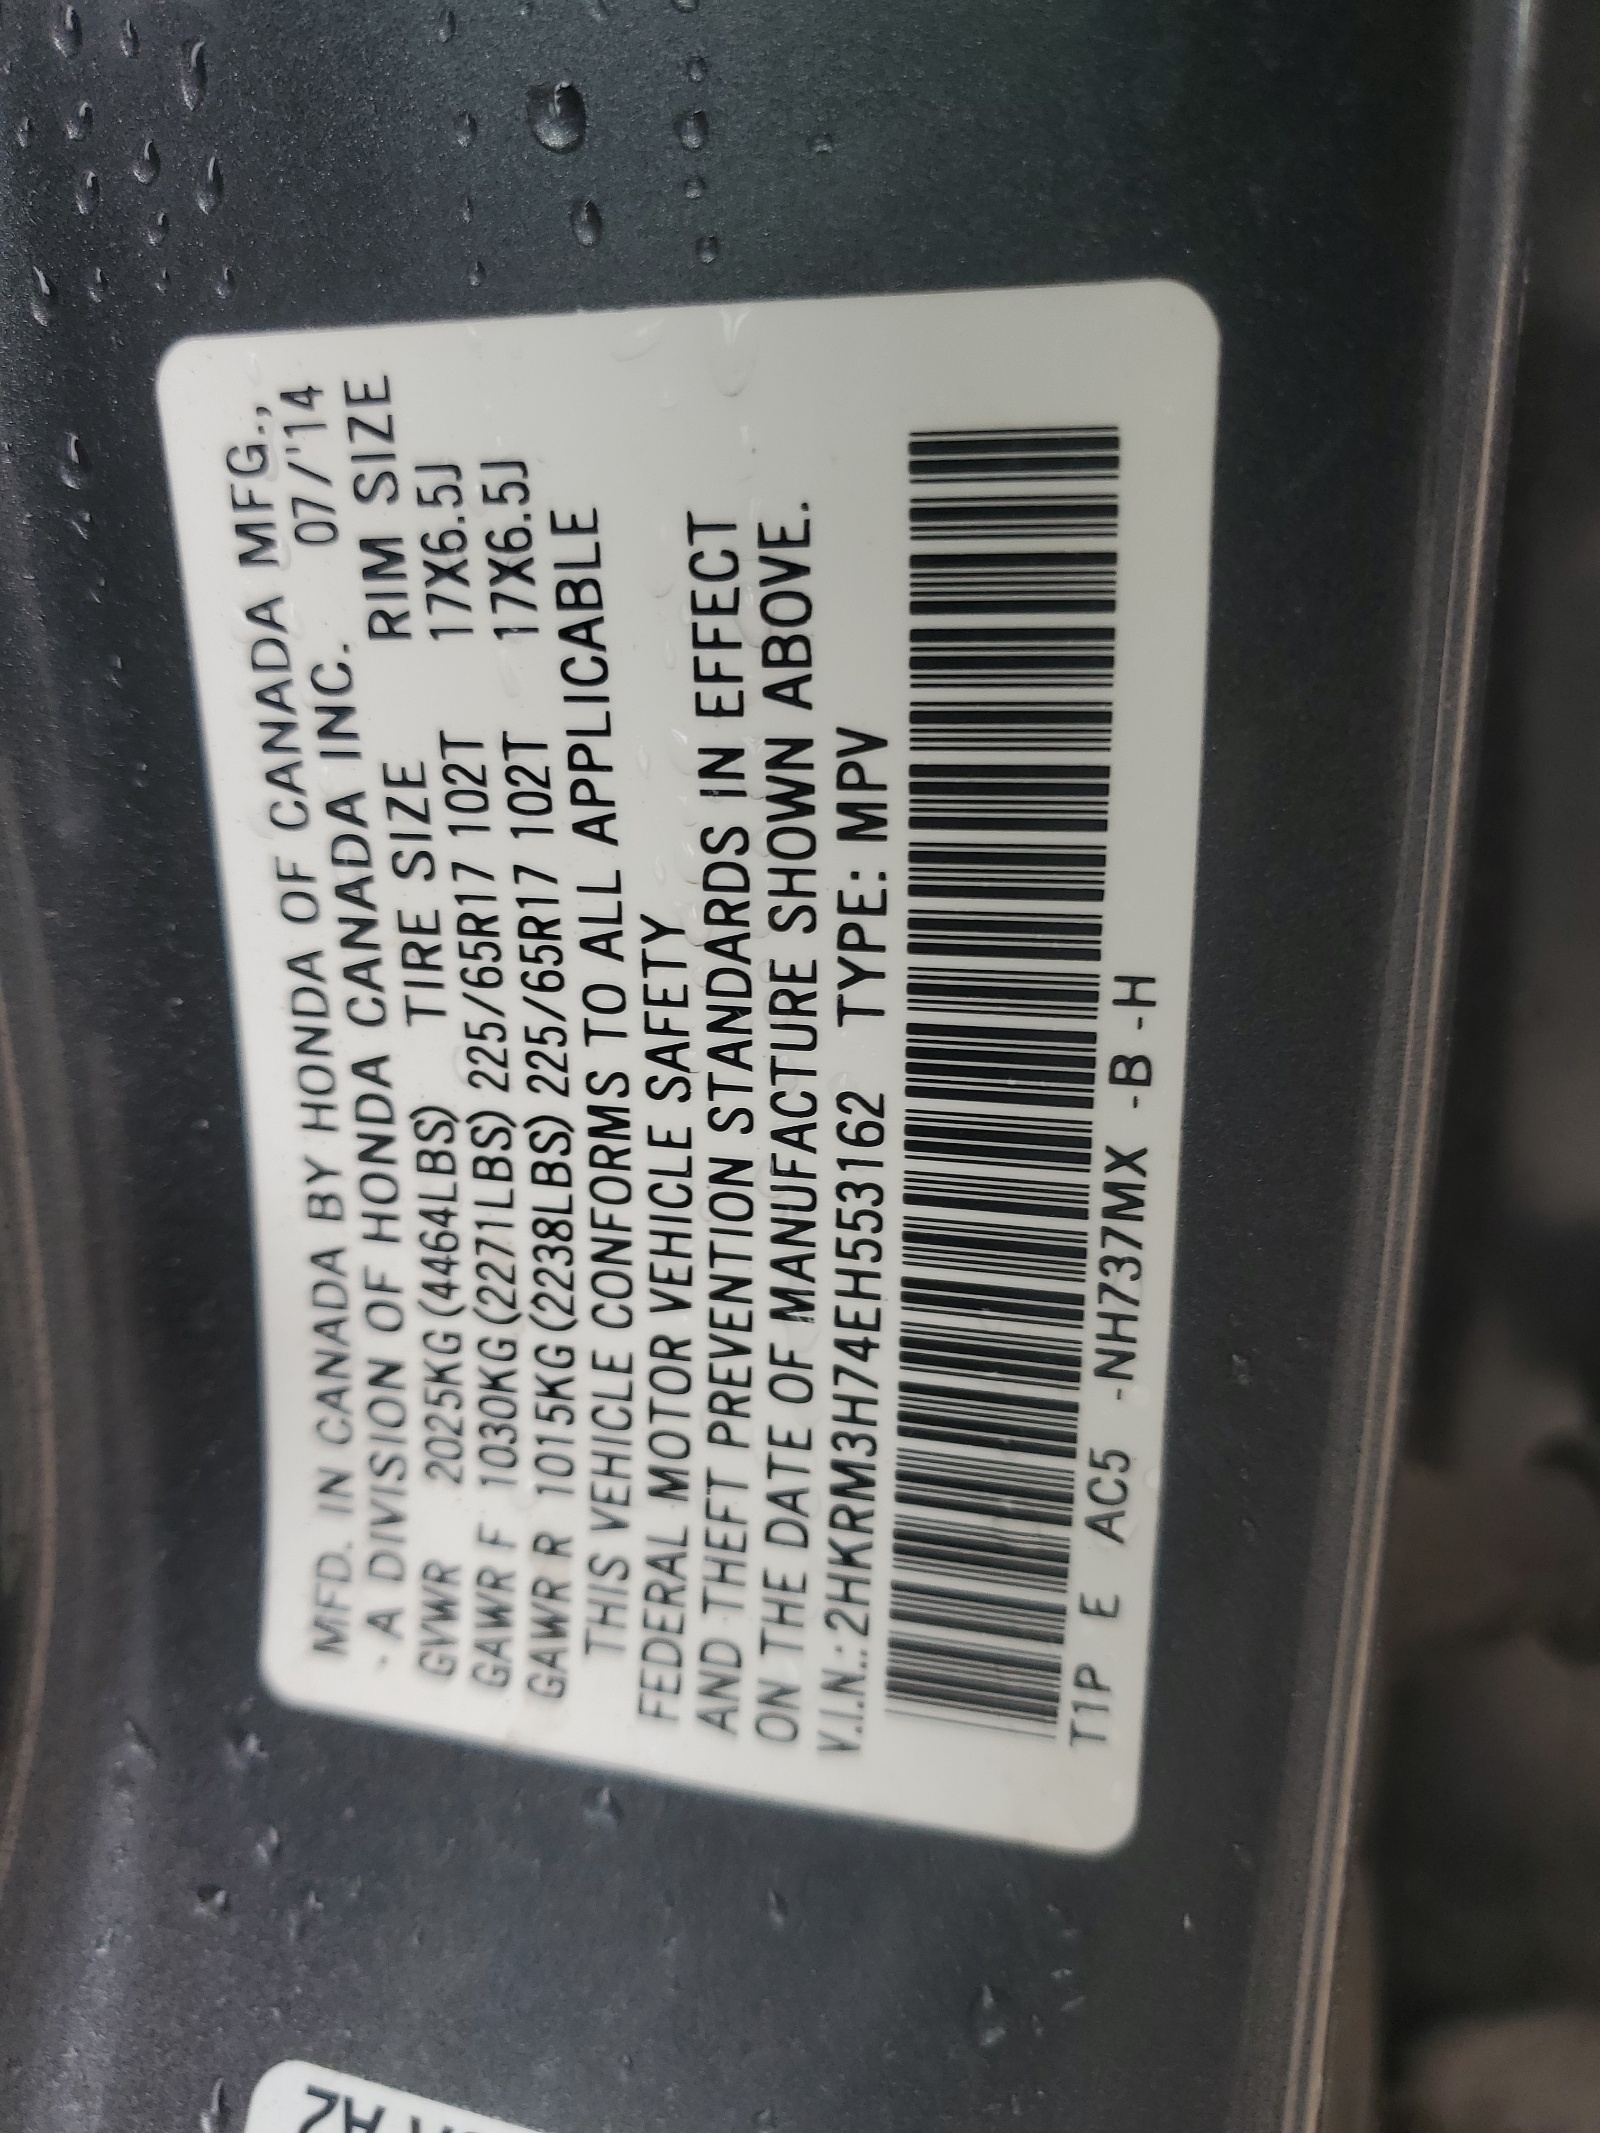 MFD. IN CANADA BY HONDA OF CANADA MFG.,
- A DIVISION OF HONDA CANADA INC. 07/'14
TIRE SIZE RIM SIZE
GVWR 2025KG (4464LBS)
GAWR F 1030KG (2271LBS) 225/65R17 102T 17X6.5J
GAWR R 1015KG (2238LBS) 225/65R17 102T 17X6.5J
THIS VEHICLE CONFORMS TO ALL APPLICABLE
FEDERAL MOTOR VEHICLE SAFETY
AND THEFT PREVENTION STANDARDS IN EFFECT
ON THE DATE OF MANUFACTURE SHOWN ABOVE.
V.I.N.: 2HKRM3H74EH553162 TYPE: MPV
T1P E AC5 -NH737MX -B -H